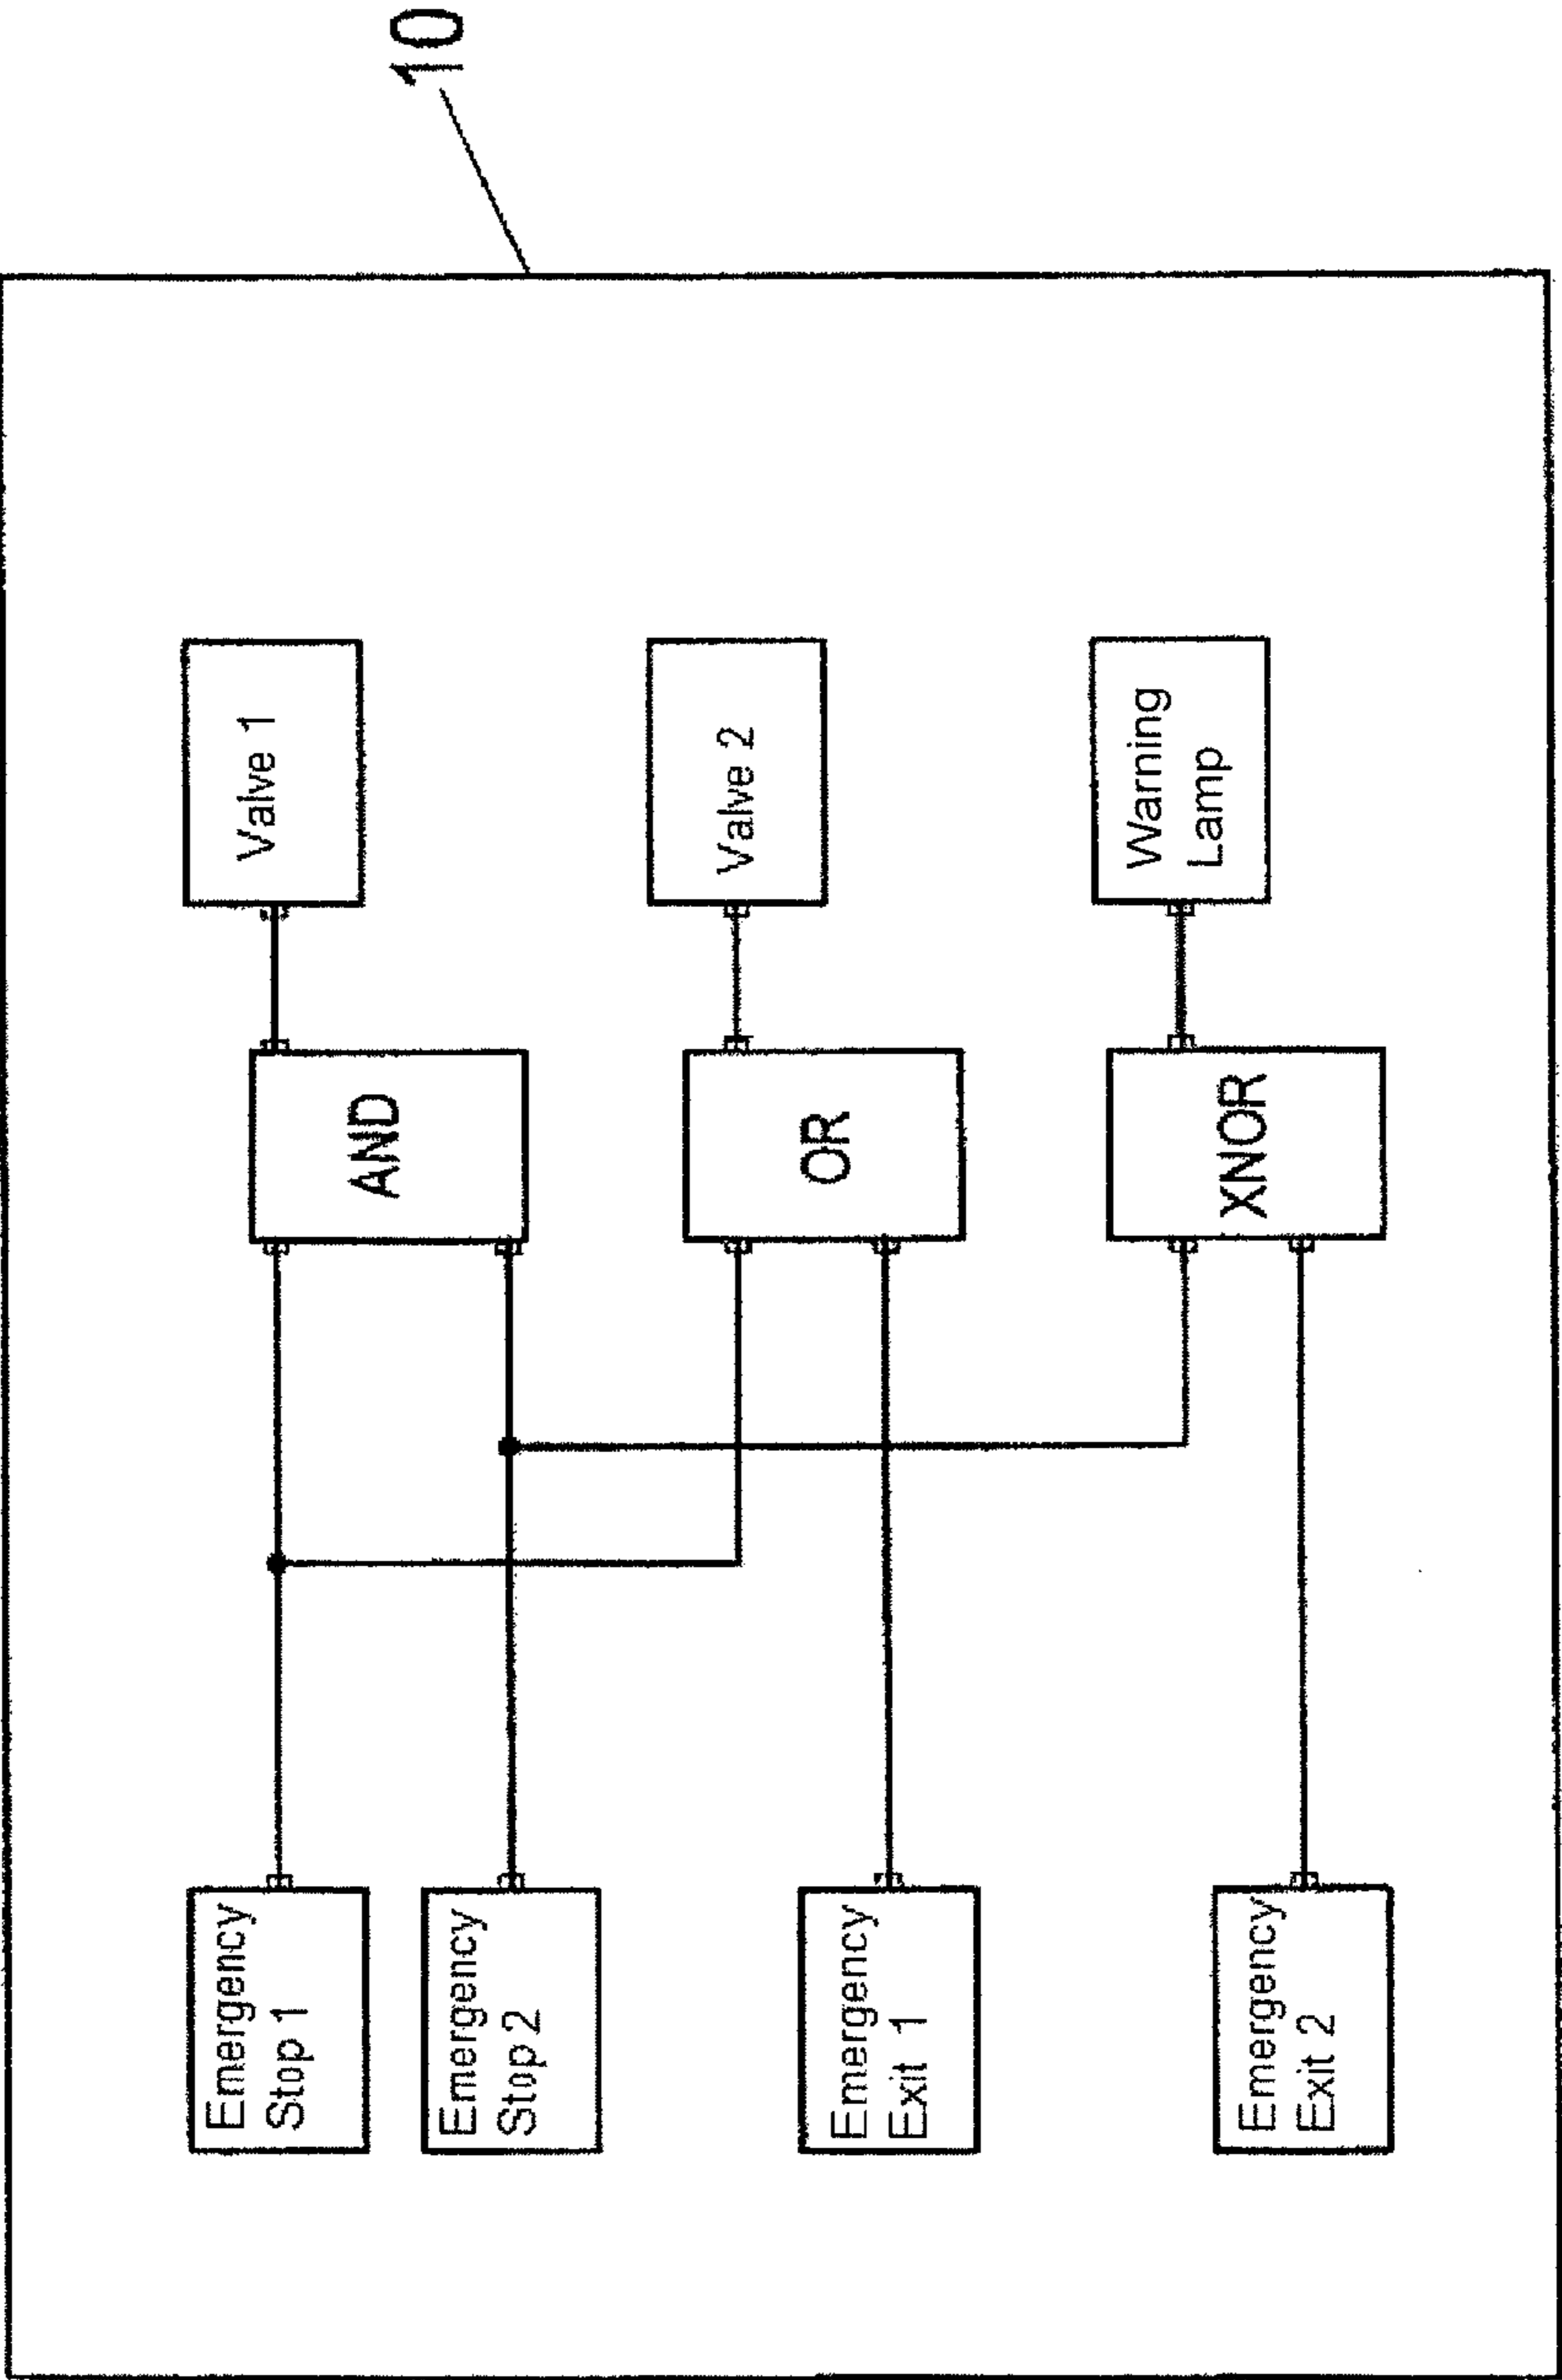 10
Emergency
Stop 1
Emergency
Stop 2
Emergency
Exit 1
Emergency
Exit 2
AND
OR
XNOR
Valve 1
Valve 2
Warning
Lamp